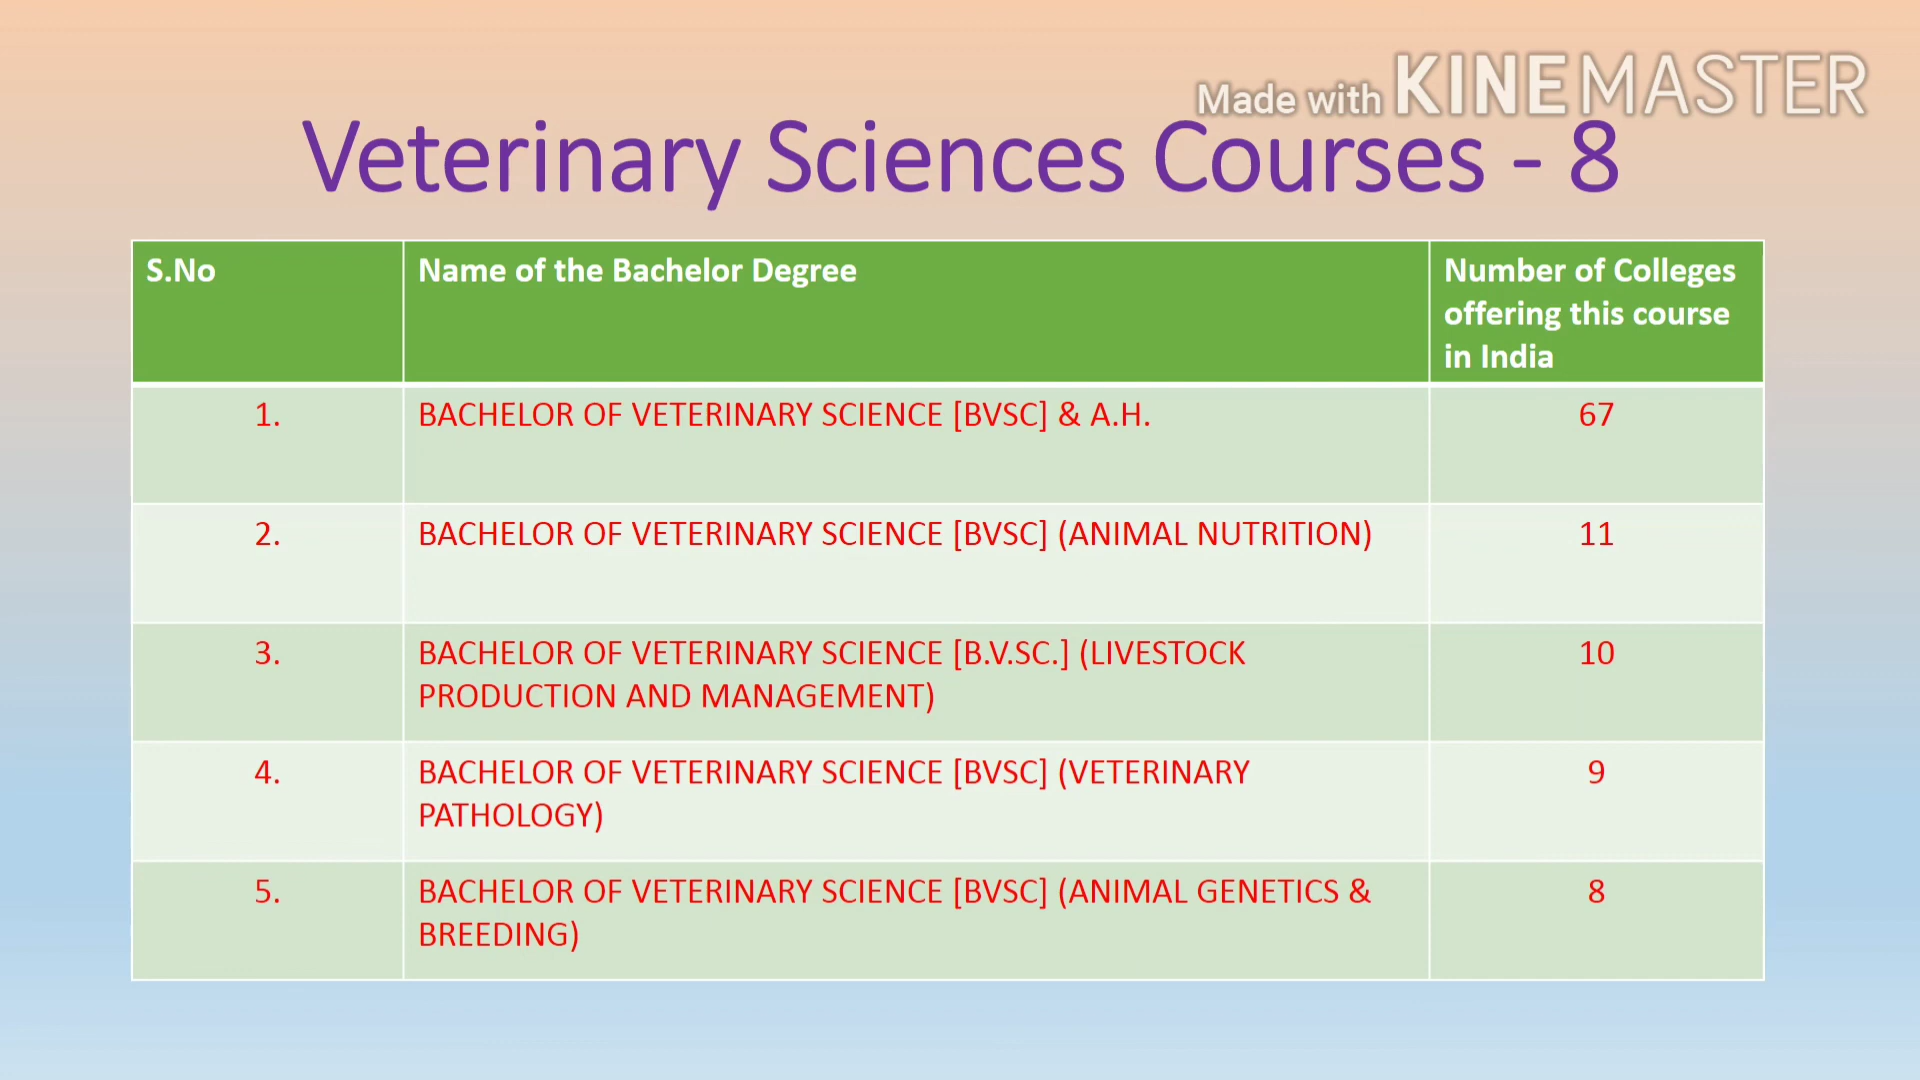 Made with KINEMASTER
Veterinary Sciences Courses - 8
S.No
Name of the Bachelor Degree
Number of Colleges
offering this course
in India
1.
BACHELOR OF VETERINARY SCIENCE [BVSC] & A.H.
67
2.
BACHELOR OF VETERINARY SCIENCE [BVSC] (ANIMAL NUTRITION)
11
3.
BACHELOR OF VETERINARY SCIENCE [B.V.SC.] (LIVESTOCK
PRODUCTION AND MANAGEMENT)
10
4.
BACHELOR OF VETERINARY SCIENCE [BVSC] (VETERINARY
PATHOLOGY)
9
5.
BACHELOR OF VETERINARY SCIENCE [BVSC] (ANIMAL GENETICS &
BREEDING)
8